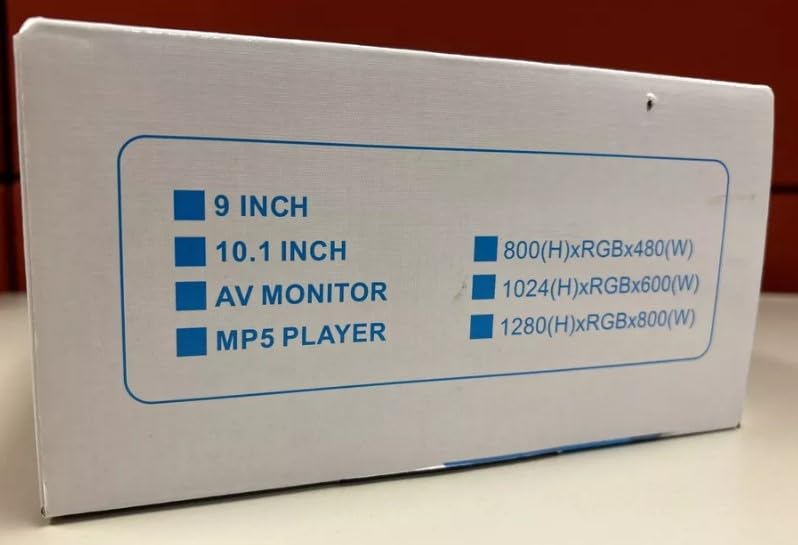 9 INCH
10.1 INCH
AV MONITOR
MP5 PLAYER
800(H)xRGBx480(W)
1024(H)xRGBx600(W)
1280(H)xRGBx800(W)